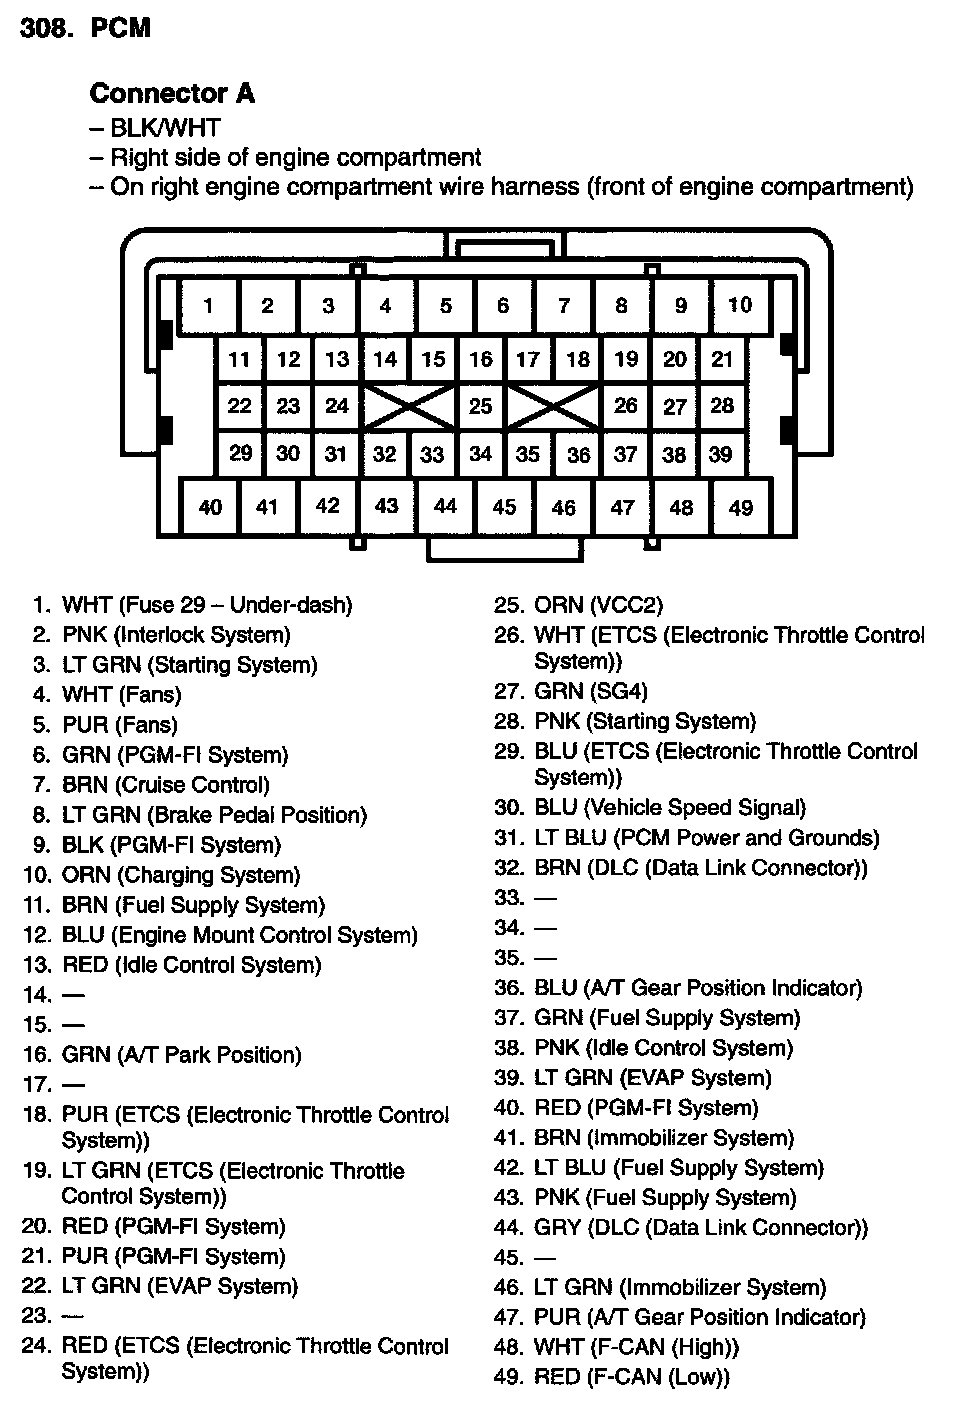 308. PCM
Connector A
– BLK/WHT
– Right side of engine compartment
– On right engine compartment wire harness (front of engine compartment)
1 2 3 4 5 6 7 8 9 10
11 12 13 14 15 16 17 18 19 20 21
22 23 24 25 26 27 28
29 30 31 32 33 34 35 36 37 38 39
40 41 42 43 44 45 46 47 48 49
1. WHT (Fuse 29 – Under-dash)
2. PNK (Interlock System)
3. LT GRN (Starting System)
4. WHT (Fans)
5. PUR (Fans)
6. GRN (PGM-FI System)
7. BRN (Cruise Control)
8. LT GRN (Brake Pedal Position)
9. BLK (PGM-FI System)
10. ORN (Charging System)
11. BRN (Fuel Supply System)
12. BLU (Engine Mount Control System)
13. RED (Idle Control System)
14. —
15. —
16. GRN (A/T Park Position)
17. —
18. PUR (ETCS (Electronic Throttle Control
System))
19. LT GRN (ETCS (Electronic Throttle
Control System))
20. RED (PGM-FI System)
21. PUR (PGM-FI System)
22. LT GRN (EVAP System)
23. —
24. RED (ETCS (Electronic Throttle Control
System))
25. ORN (VCC2)
26. WHT (ETCS (Electronic Throttle Control
System))
27. GRN (SG4)
28. PNK (Starting System)
29. BLU (ETCS (Electronic Throttle Control
System))
30. BLU (Vehicle Speed Signal)
31. LT BLU (PCM Power and Grounds)
32. BRN (DLC (Data Link Connector))
33. —
34. —
35. —
36. BLU (A/T Gear Position Indicator)
37. GRN (Fuel Supply System)
38. PNK (Idle Control System)
39. LT GRN (EVAP System)
40. RED (PGM-FI System)
41. BRN (Immobilizer System)
42. LT BLU (Fuel Supply System)
43. PNK (Fuel Supply System)
44. GRY (DLC (Data Link Connector))
45. —
46. LT GRN (Immobilizer System)
47. PUR (A/T Gear Position Indicator)
48. WHT (F-CAN (High))
49. RED (F-CAN (Low))